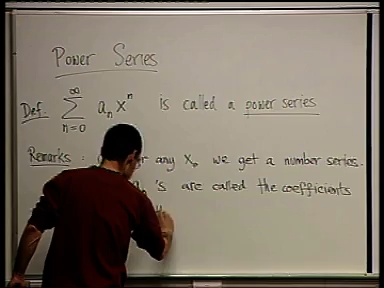 Power Series
Def. ∞ ∑ n=0 aₙ xⁿ is called a power series
Remarks : any x₀ we get a number series.
's are called the coefficients